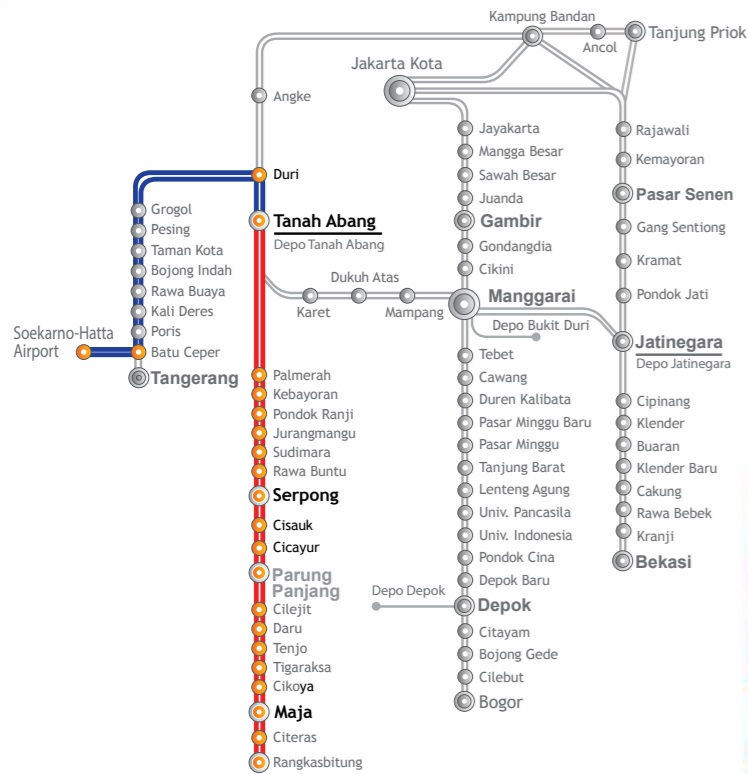 Kampung Bandan
Ancol
Tanjung Priok
Jakarta Kota
Angke
Jayakarta
Mangga Besar
Sawah Besar
Juanda
Gambir
Gondangdia
Cikini
Manggarai
Rajawali
Kemayoran
Pasar Senen
Gang Sentiong
Kramat
Pondok Jati
Jatinegara
Depo Jatinegara
Duri
Tanah Abang
Depo Tanah Abang
Grogol
Pesing
Taman Kota
Bojong Indah
Rawa Buaya
Kali Deres
Poris
Batu Ceper
Soekarno-Hatta
Airport
Tangerang
Karet
Dukuh Atas
Mampang
Depo Bukit Duri
Palmerah
Kebayoran
Pondok Ranji
Jurangmangu
Sudimara
Rawa Buntu
Serpong
Cisauk
Cicayur
Parung
Panjang
Cilejit
Daru
Tenjo
Tigaraksa
Cikoya
Maja
Citeras
Rangkasbitung
Tebet
Cawang
Duren Kalibata
Pasar Minggu Baru
Pasar Minggu
Tanjung Barat
Lenteng Agung
Univ. Pancasila
Univ. Indonesia
Pondok Cina
Depok Baru
Depo Depok
Depok
Citayam
Bojong Gede
Cilebut
Bogor
Cipinang
Klender
Buaran
Klender Baru
Cakung
Rawa Bebek
Kranji
Bekasi